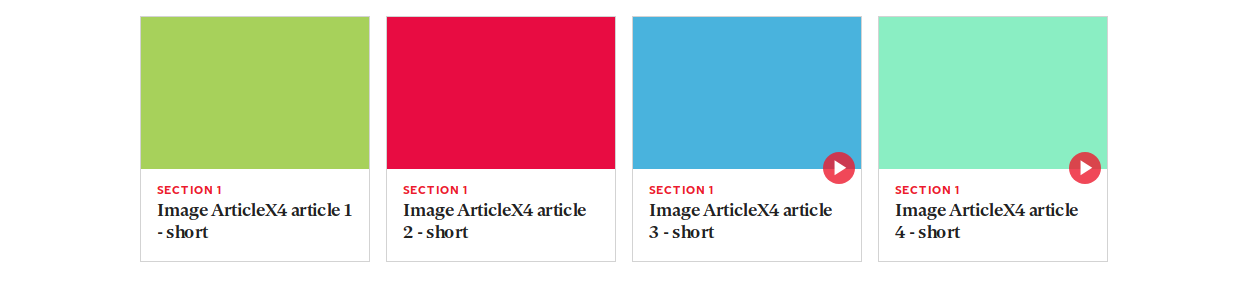 SECTION 1
Image ArticleX4 article 1
- short
SECTION 1
Image ArticleX4 article
2 - short
SECTION 1
Image ArticleX4 article
3 - short
SECTION 1
Image ArticleX4 article
4 - short